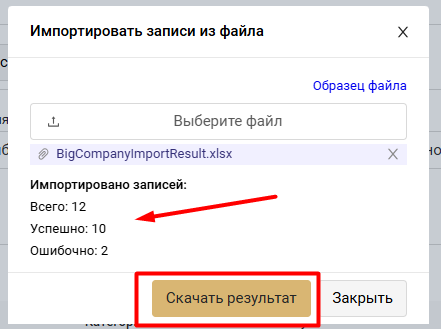 Импортировать записи из файла
Образец файла
Выберите файл
BigCompanyImportResult.xlsx
Импортировано записей:
Всего: 12
Успешно: 10
Ошибочно: 2
Скачать результат
Закрыть